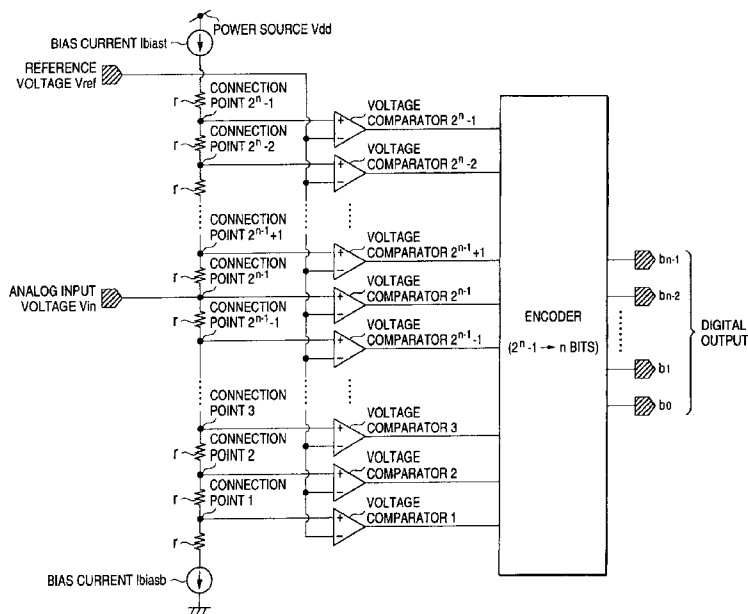 POWER SOURCE Vdd
BIAS CURRENT Ibiast
REFERENCE
VOLTAGE Vref
r
CONNECTION
POINT 2ⁿ-1
VOLTAGE
COMPARATOR 2ⁿ-1
r
CONNECTION
POINT 2ⁿ-2
VOLTAGE
COMPARATOR 2ⁿ-2
r
CONNECTION
POINT 2ⁿ⁻¹+1
VOLTAGE
COMPARATOR 2ⁿ⁻¹+1
r
CONNECTION
POINT 2ⁿ⁻¹
VOLTAGE
COMPARATOR 2ⁿ⁻¹
ANALOG INPUT
VOLTAGE Vin
r
CONNECTION
POINT 2ⁿ⁻¹-1
VOLTAGE
COMPARATOR 2ⁿ⁻¹-1
CONNECTION
POINT 3
VOLTAGE
COMPARATOR 3
r
CONNECTION
POINT 2
VOLTAGE
COMPARATOR 2
r
CONNECTION
POINT 1
VOLTAGE
COMPARATOR 1
r
BIAS CURRENT Ibiasb
+
−
+
−
+
−
+
−
+
−
+
−
+
−
+
−
ENCODER
(2ⁿ-1→n BITS)
bn-1
bn-2
b1
b0
DIGITAL
OUTPUT